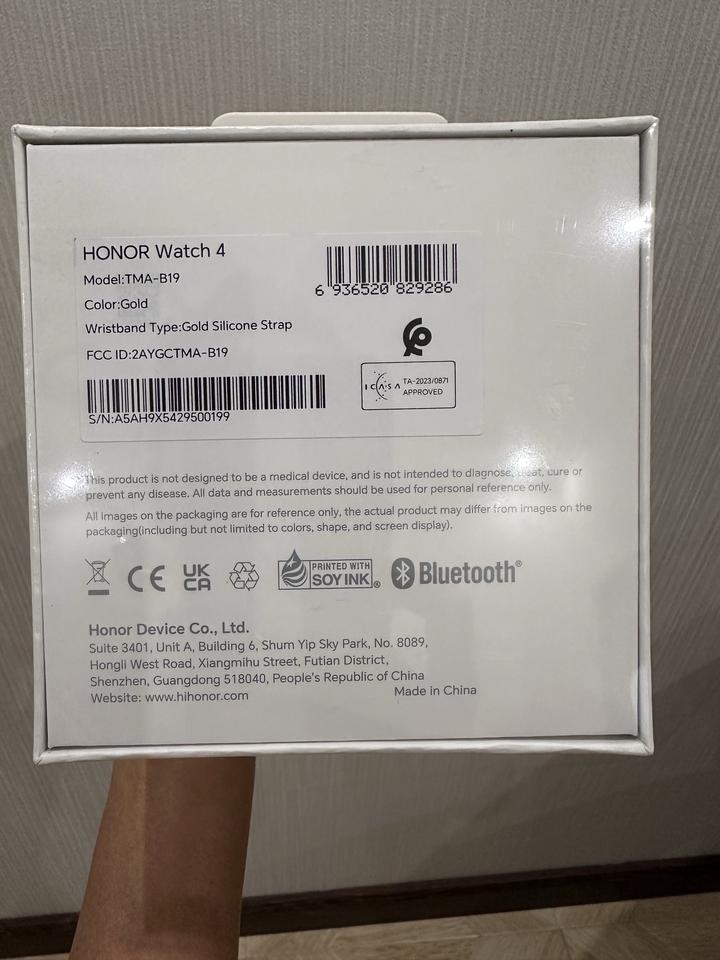 HONOR Watch 4
Model:TMA-B19
Color:Gold
Wristband Type:Gold Silicone Strap
FCC ID:2AYGCTMA-B19
S/N:A5AH9X5429500199
6 936520 829286
ICASA TA-2023/0871
APPROVED
This product is not designed to be a medical device, and is not intended to diagnose, treat, cure or
prevent any disease. All data and measurements should be used for personal reference only.
All images on the packaging are for reference only, the actual product may differ from images on the
packaging(including but not limited to colors, shape, and screen display).
CE
UK
CA
PRINTED WITH
SOY INK®
Bluetooth®
Honor Device Co., Ltd.
Suite 3401, Unit A, Building 6, Shum Yip Sky Park, No. 8089,
Hongli West Road, Xiangmihu Street, Futian District,
Shenzhen, Guangdong 518040, People's Republic of China
Website: www.hihonor.com
Made in China